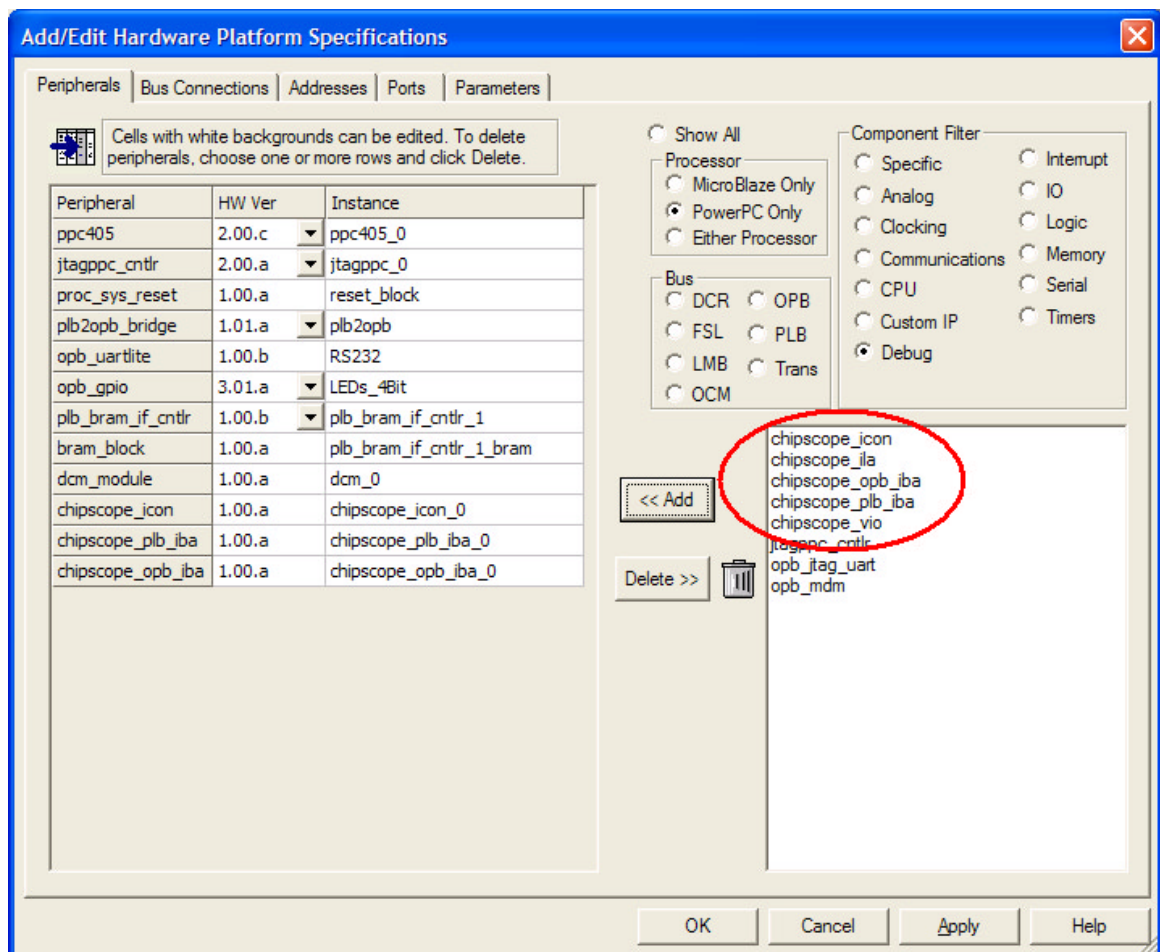 Add/Edit Hardware Platform Specifications
Peripherals Bus Connections Addresses Ports Parameters
Cells with white backgrounds can be edited. To delete
peripherals, choose one or more rows and click Delete.
Peripheral HW Ver Instance
ppc405 2.00.c ppc405_0
jtagppc_cntlr 2.00.a jtagppc_0
proc_sys_reset 1.00.a reset_block
plb2opb_bridge 1.01.a plb2opb
opb_uartlite 1.00.b RS232
opb_gpio 3.01.a LEDs_4Bit
plb_bram_if_cntlr 1.00.b plb_bram_if_cntlr_1
bram_block 1.00.a plb_bram_if_cntlr_1_bram
dcm_module 1.00.a dcm_0
chipscope_icon 1.00.a chipscope_icon_0
chipscope_plb_iba 1.00.a chipscope_plb_iba_0
chipscope_opb_iba 1.00.a chipscope_opb_iba_0
Show All
Processor
MicroBlaze Only
PowerPC Only
Either Processor
Bus
DCR OPB
FSL PLB
LMB Trans
OCM
Component Filter
Specific Interrupt
Analog IO
Clocking Logic
Communications Memory
CPU Serial
Custom IP Timers
Debug
<< Add
Delete >>
chipscope_icon
chipscope_ila
chipscope_opb_iba
chipscope_plb_iba
chipscope_vio
jtagppc_cntlr
opb_jtag_uart
opb_mdm
OK Cancel Apply Help